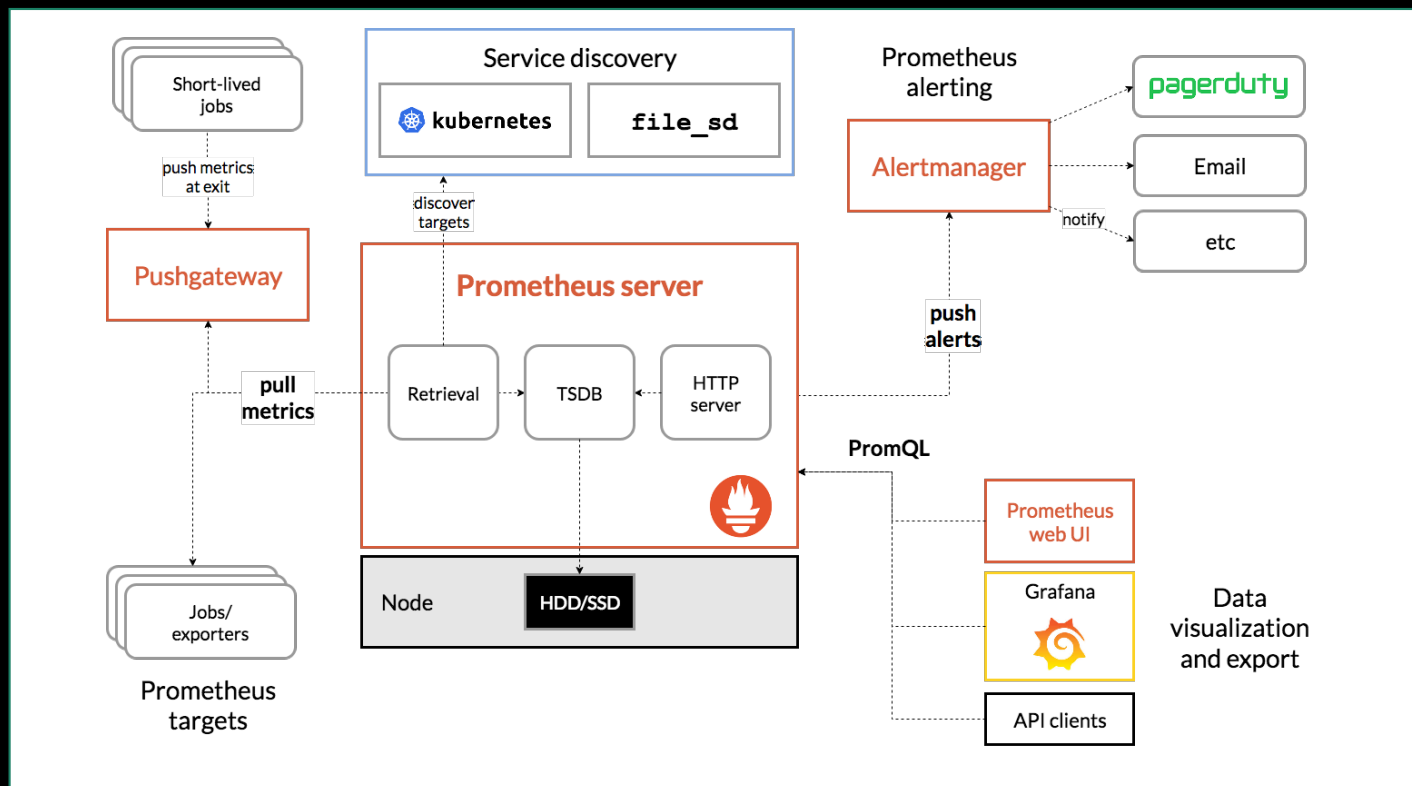 Short-lived
jobs
push metrics
at exit
Pushgateway
pull
metrics
Jobs/
exporters
Prometheus
targets
Service discovery
kubernetes
file_sd
discover
targets
Prometheus server
Retrieval
TSDB
HTTP
server
Node
HDD/SSD
Prometheus
alerting
Alertmanager
pagerduty
Email
notify
etc
push
alerts
PromQL
Prometheus
web UI
Grafana
API clients
Data
visualization
and export